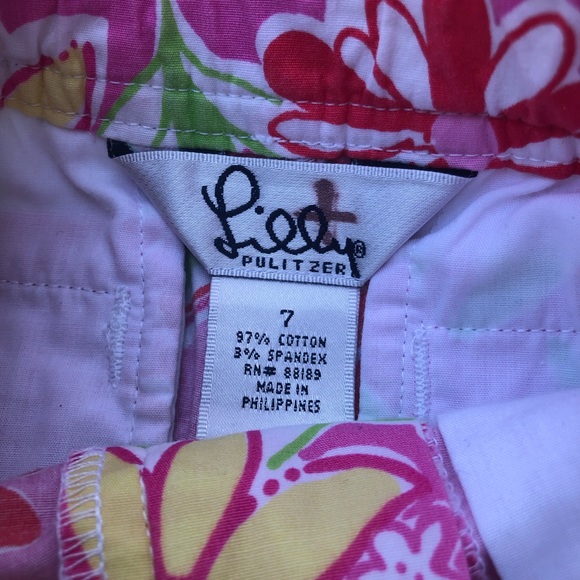 Lilly®
PULITZER
7
97% COTTON
3% SPANDEX
RN# 88189
MADE IN
PHILIPPINES